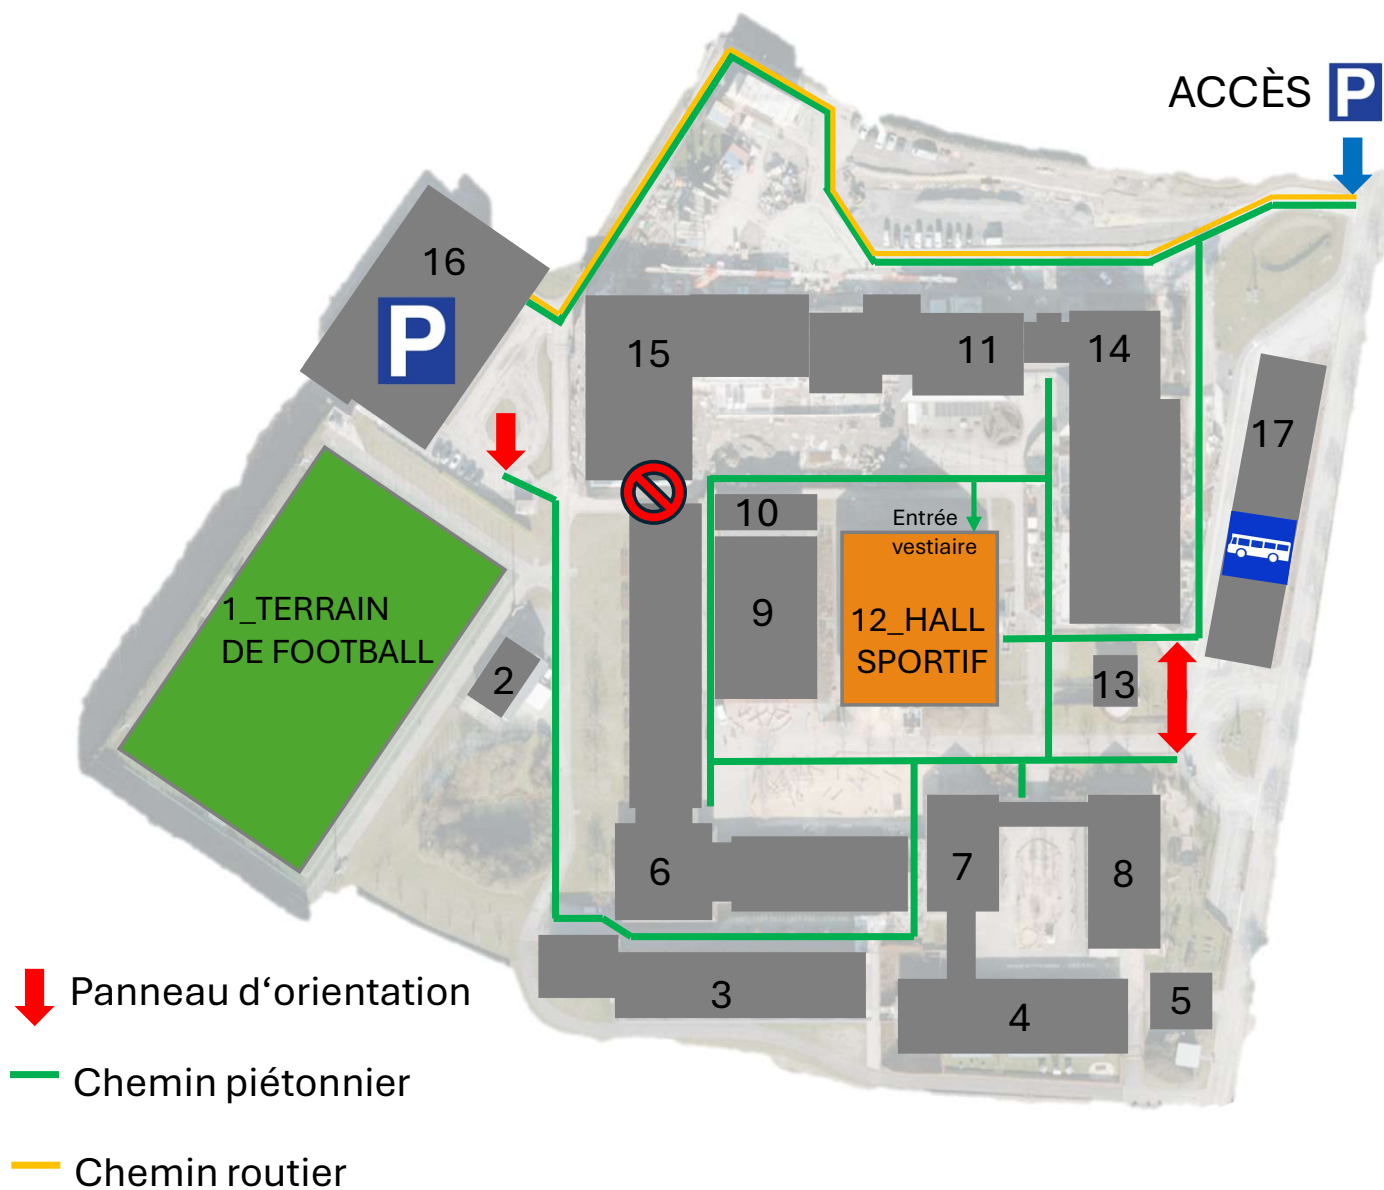 ACCÈS P
16
P
15
11
14
17
10
Entrée
vestiaire
1_TERRAIN
DE FOOTBALL
9
12_HALL
SPORTIF
2
13
6
7
8
3
4
5
Panneau d‘orientation
Chemin piétonnier
Chemin routier